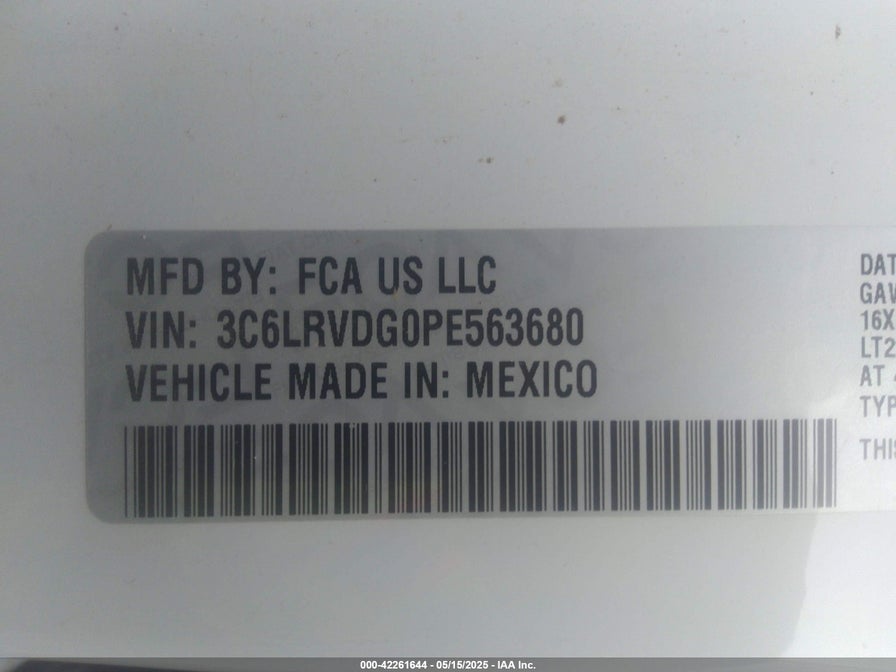 MFD BY: FCA US LLC
VIN: 3C6LRVDG0PE563680
VEHICLE MADE IN: MEXICO
DAT
GAV
16X
LT2
AT
TYP
THIS
000-42261644 - 05/15/2025 - IAA Inc.